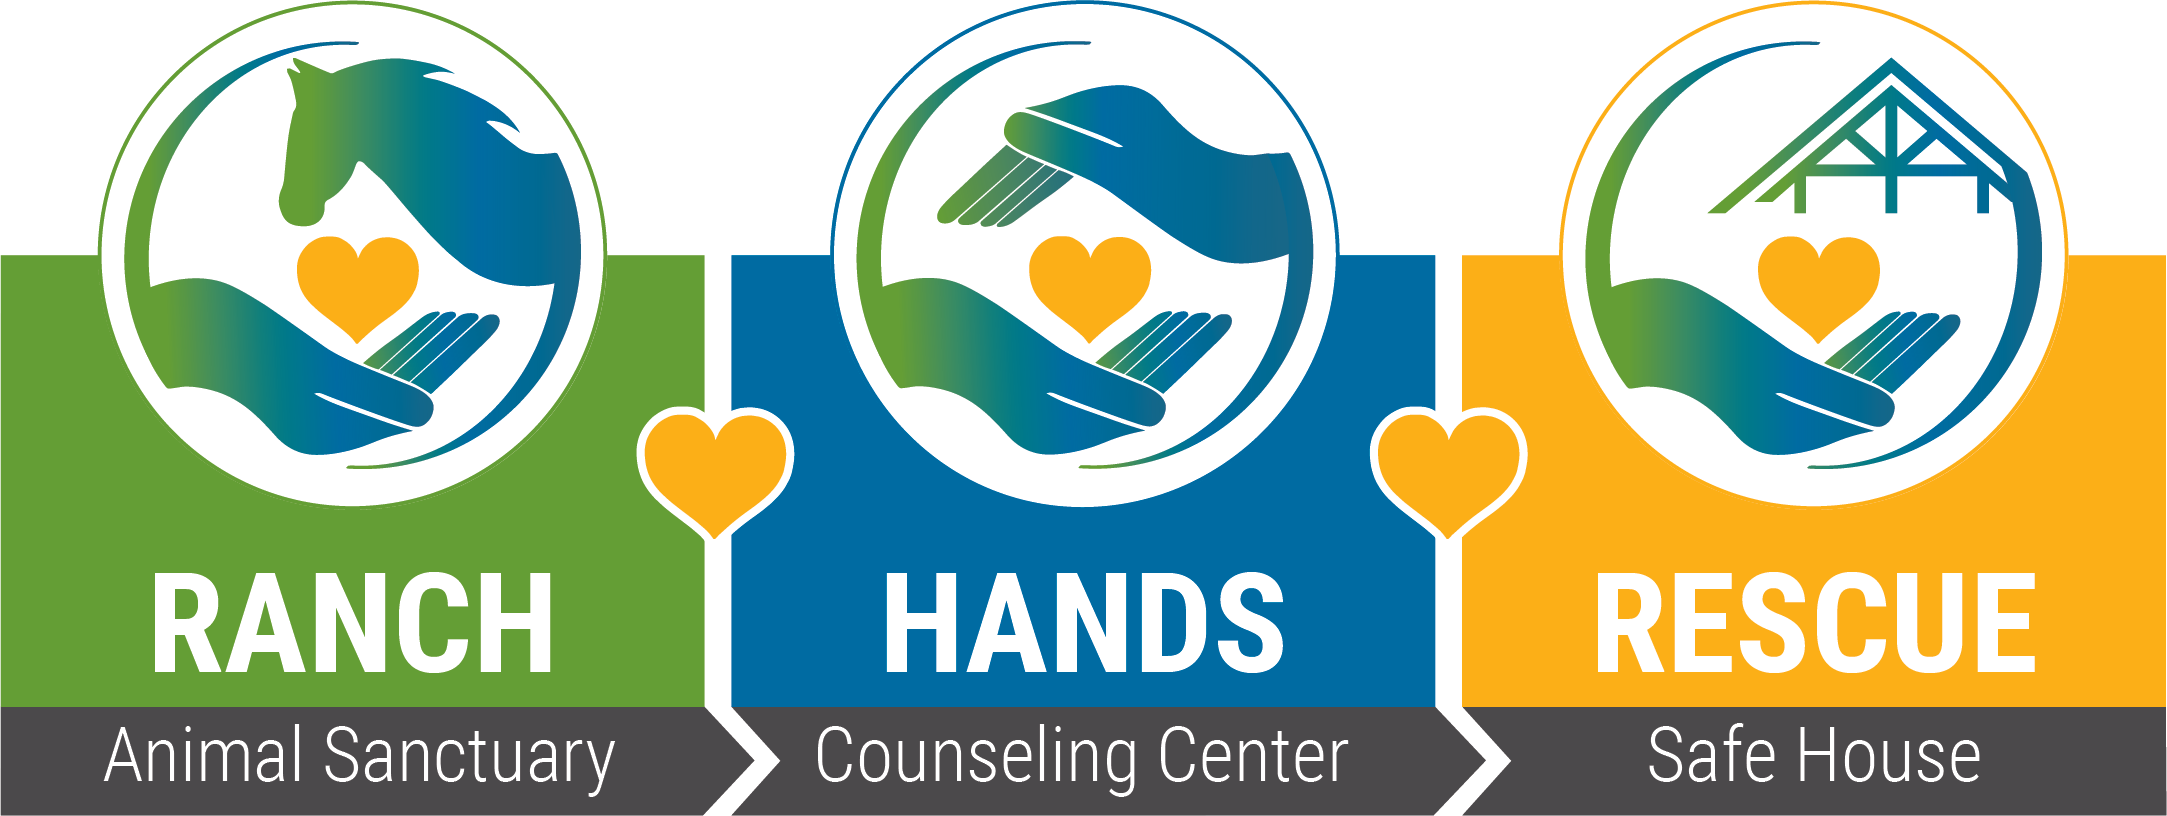 RANCH
Animal Sanctuary
HANDS
Counseling Center
RESCUE
Safe House